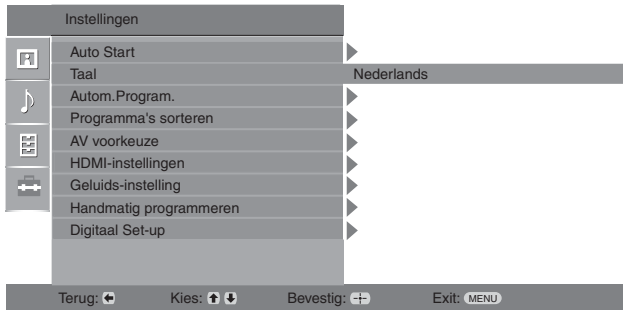 Instellingen
Auto Start
Taal Nederlands
Autom.Program.
Programma's sorteren
AV voorkeuze
HDMI-instellingen
Geluids-instelling
Handmatig programmeren
Digitaal Set-up
Terug: Kies: Bevestig: Exit: MENU